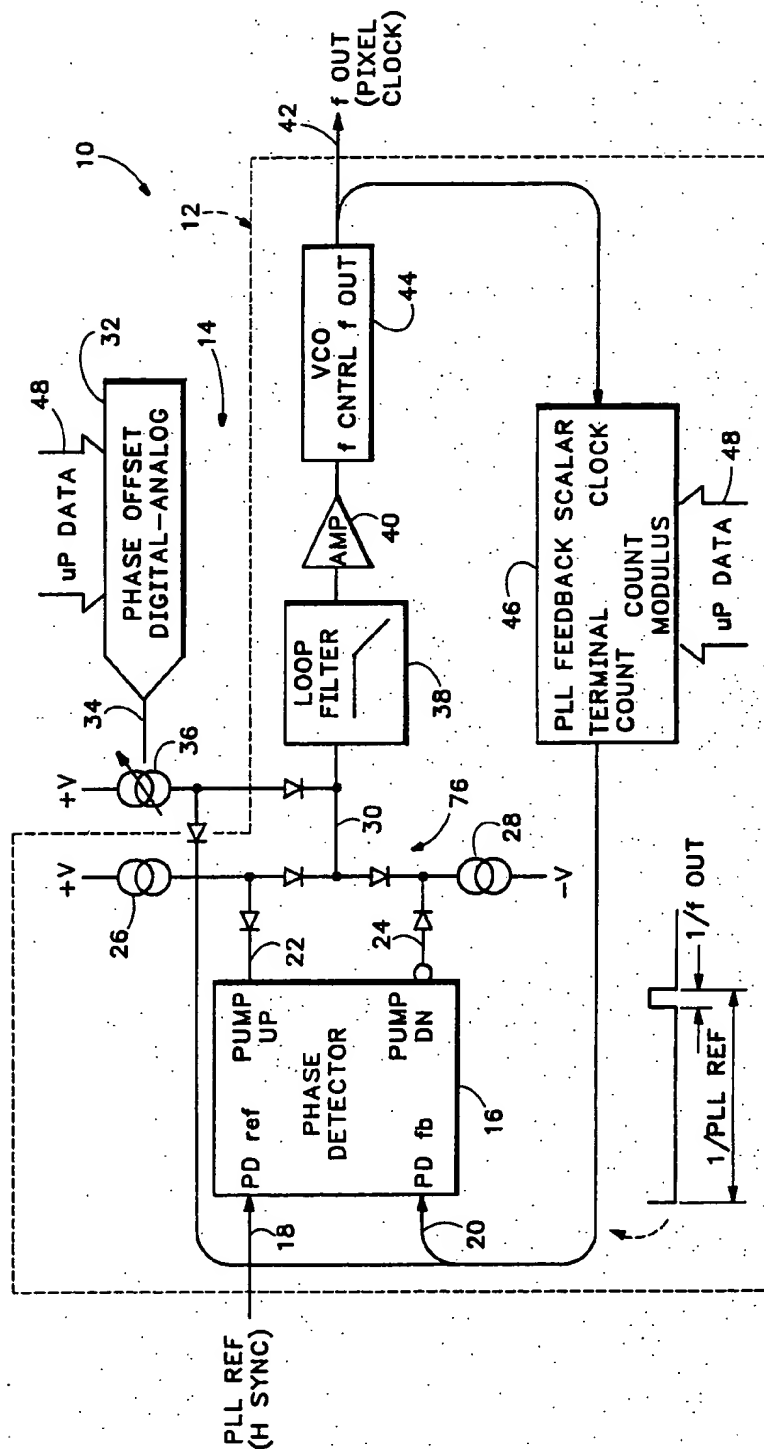 10
12
uP DATA
48
32
PHASE OFFSET
DIGITAL-ANALOG
14
34
36
+V
+V
26
42
f OUT
(PIXEL
CLOCK)
VCO
f CNTRL f OUT
44
AMP
40
LOOP
FILTER
38
30
76
28
-V
22
24
PUMP
UP
PUMP
DN
PHASE
DETECTOR
PD ref
PD fb
16
18
20
PLL REF
(H SYNC)
46
PLL FEEDBACK SCALAR
TERMINAL CLOCK
COUNT
COUNT
MODULUS
uP DATA
48
1/f OUT
1/PLL REF